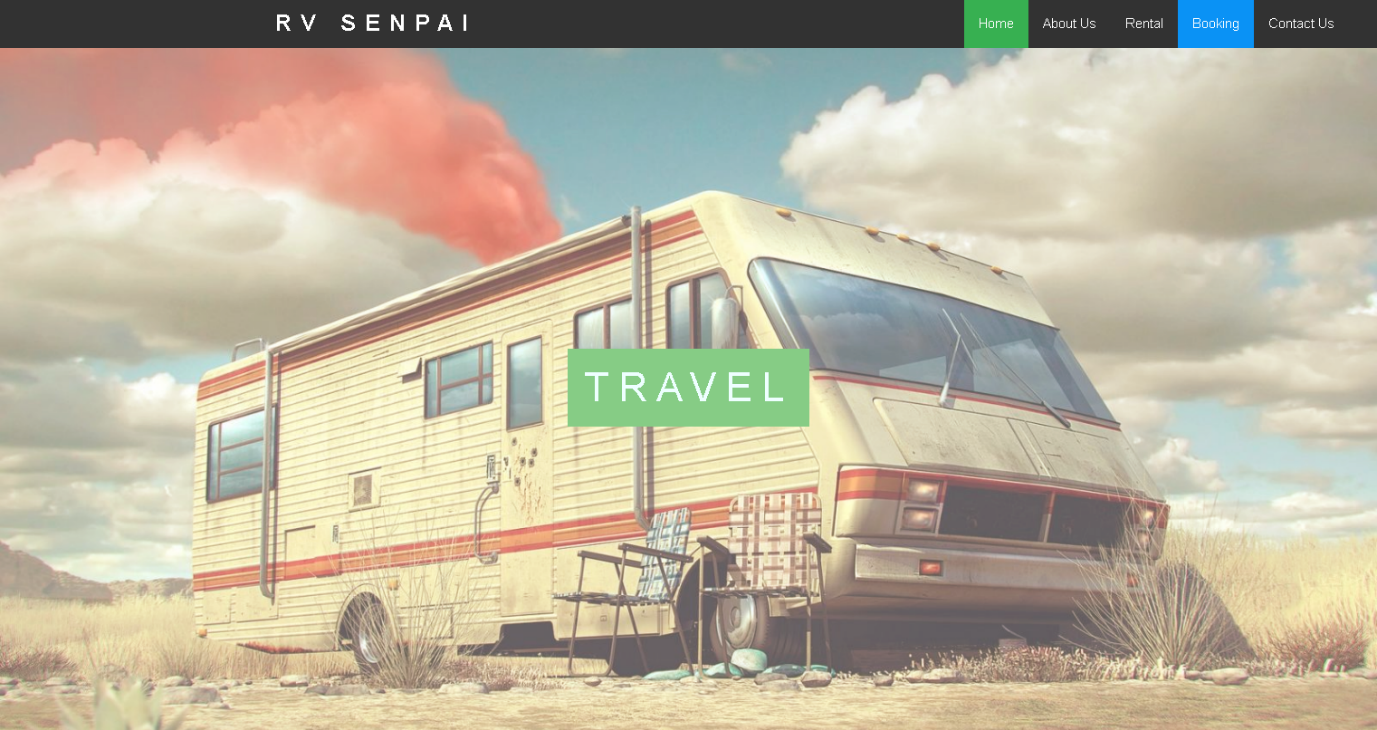 RV SENPAI
Home About Us Rental Booking Contact Us
TRAVEL